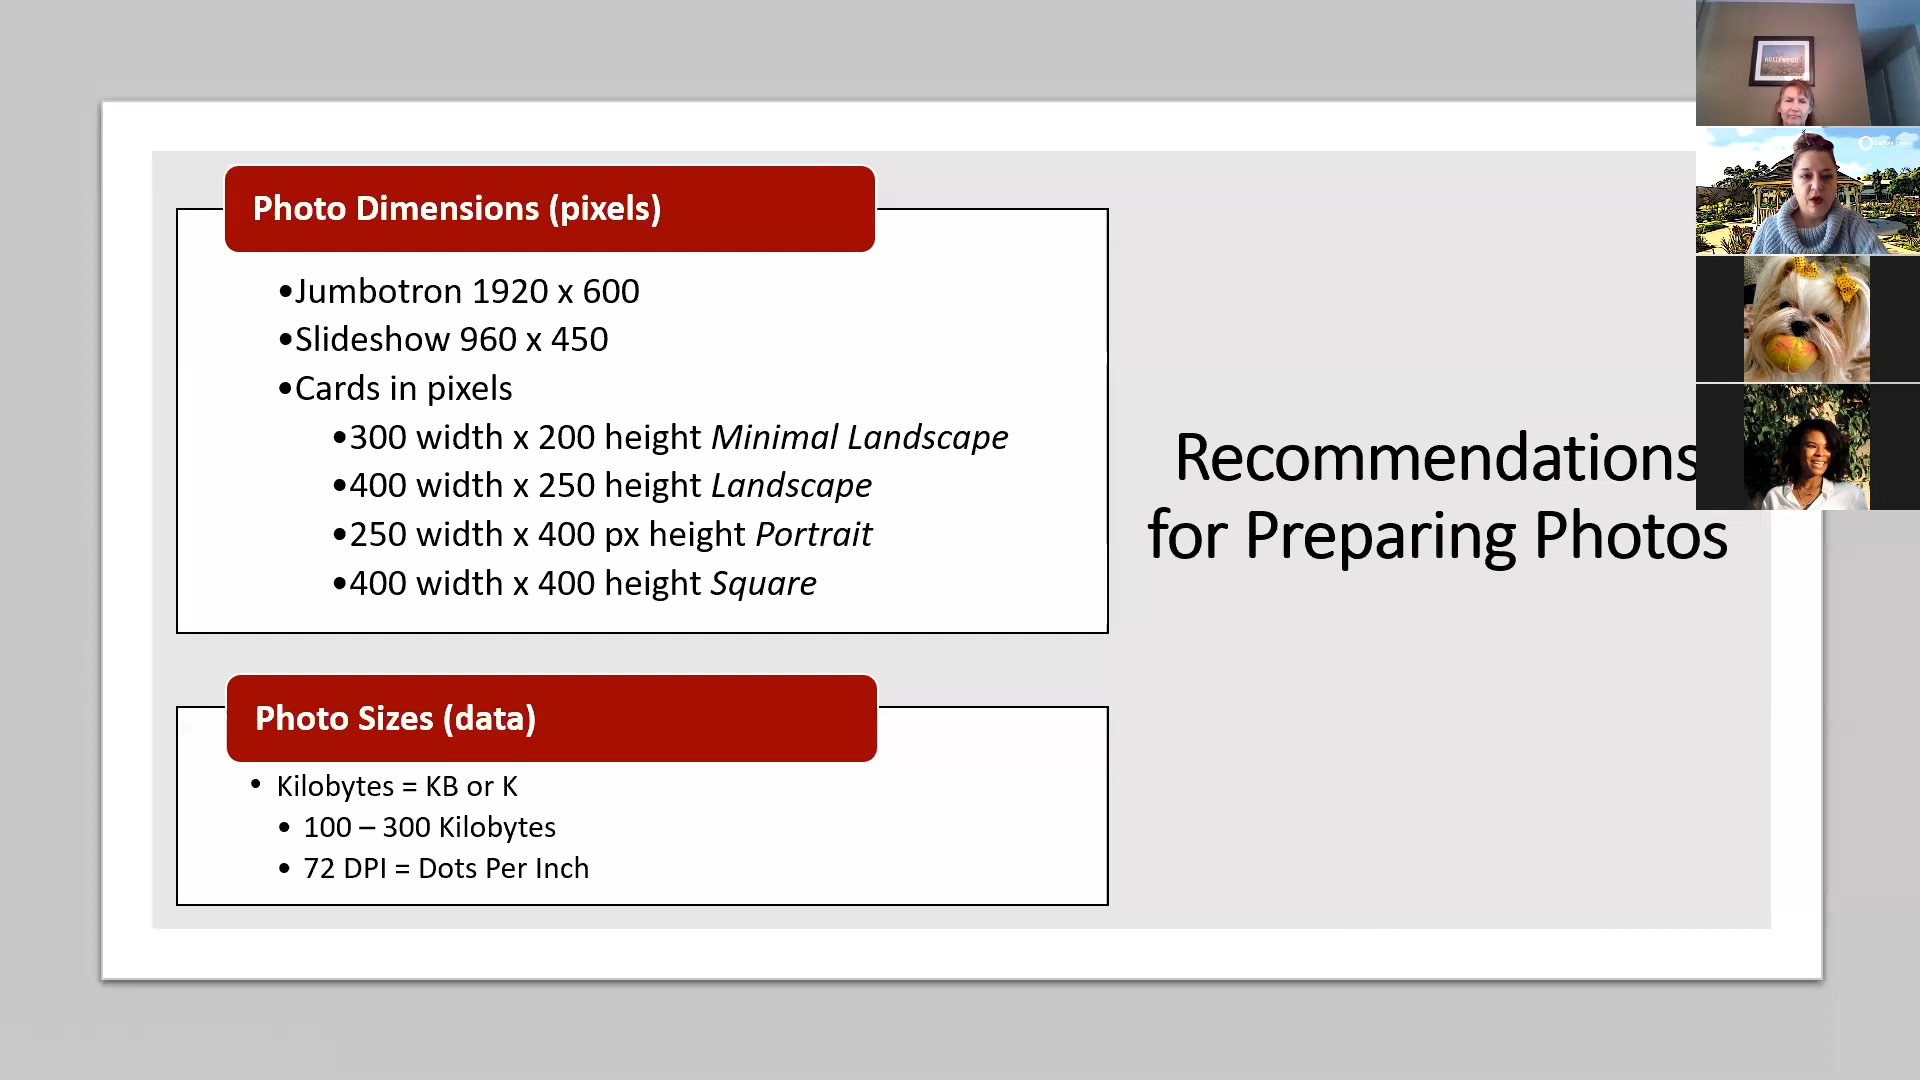 Photo Dimensions (pixels)
•Jumbotron 1920 x 600
•Slideshow 960 x 450
•Cards in pixels
•300 width x 200 height Minimal Landscape
•400 width x 250 height Landscape
•250 width x 400 px height Portrait
•400 width x 400 height Square
Photo Sizes (data)
• Kilobytes = KB or K
• 100 – 300 Kilobytes
• 72 DPI = Dots Per Inch
Recommendations
for Preparing Photos
HOLLYWOOD